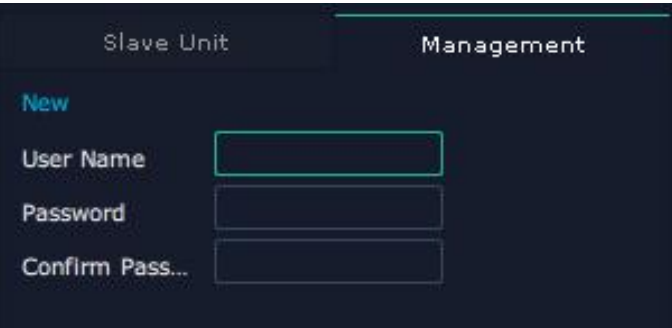 Slave Unit Management
New
User Name
Password
Confirm Pass...